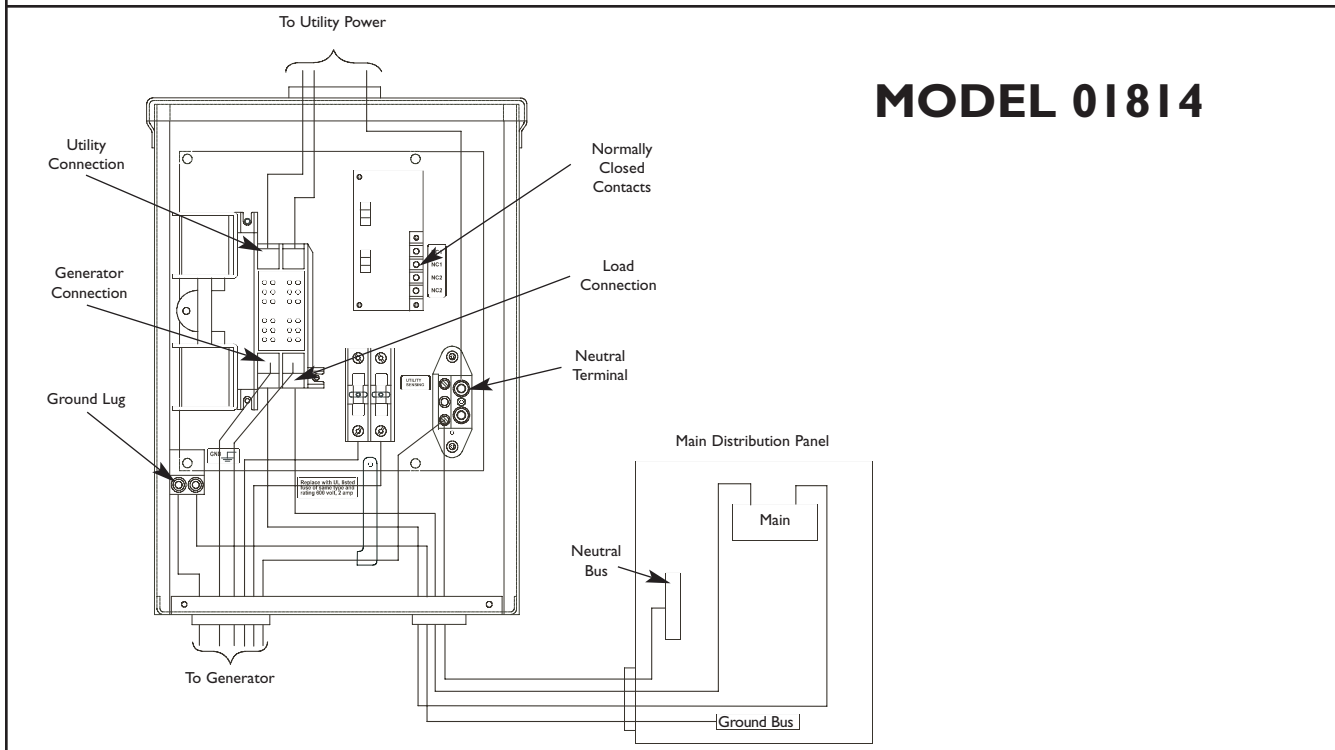 To Utility Power
MODEL 01814
Utility
Connection
Normally
Closed
Contacts
NC1
NC2
NC2
Generator
Connection
Load
Connection
UTILITY
SENSING
Neutral
Terminal
Ground Lug
GND
Replace with UL listed
fuse of same type and
rating 600 volt, 2 amp
Main Distribution Panel
Main
Neutral
Bus
To Generator
Ground Bus